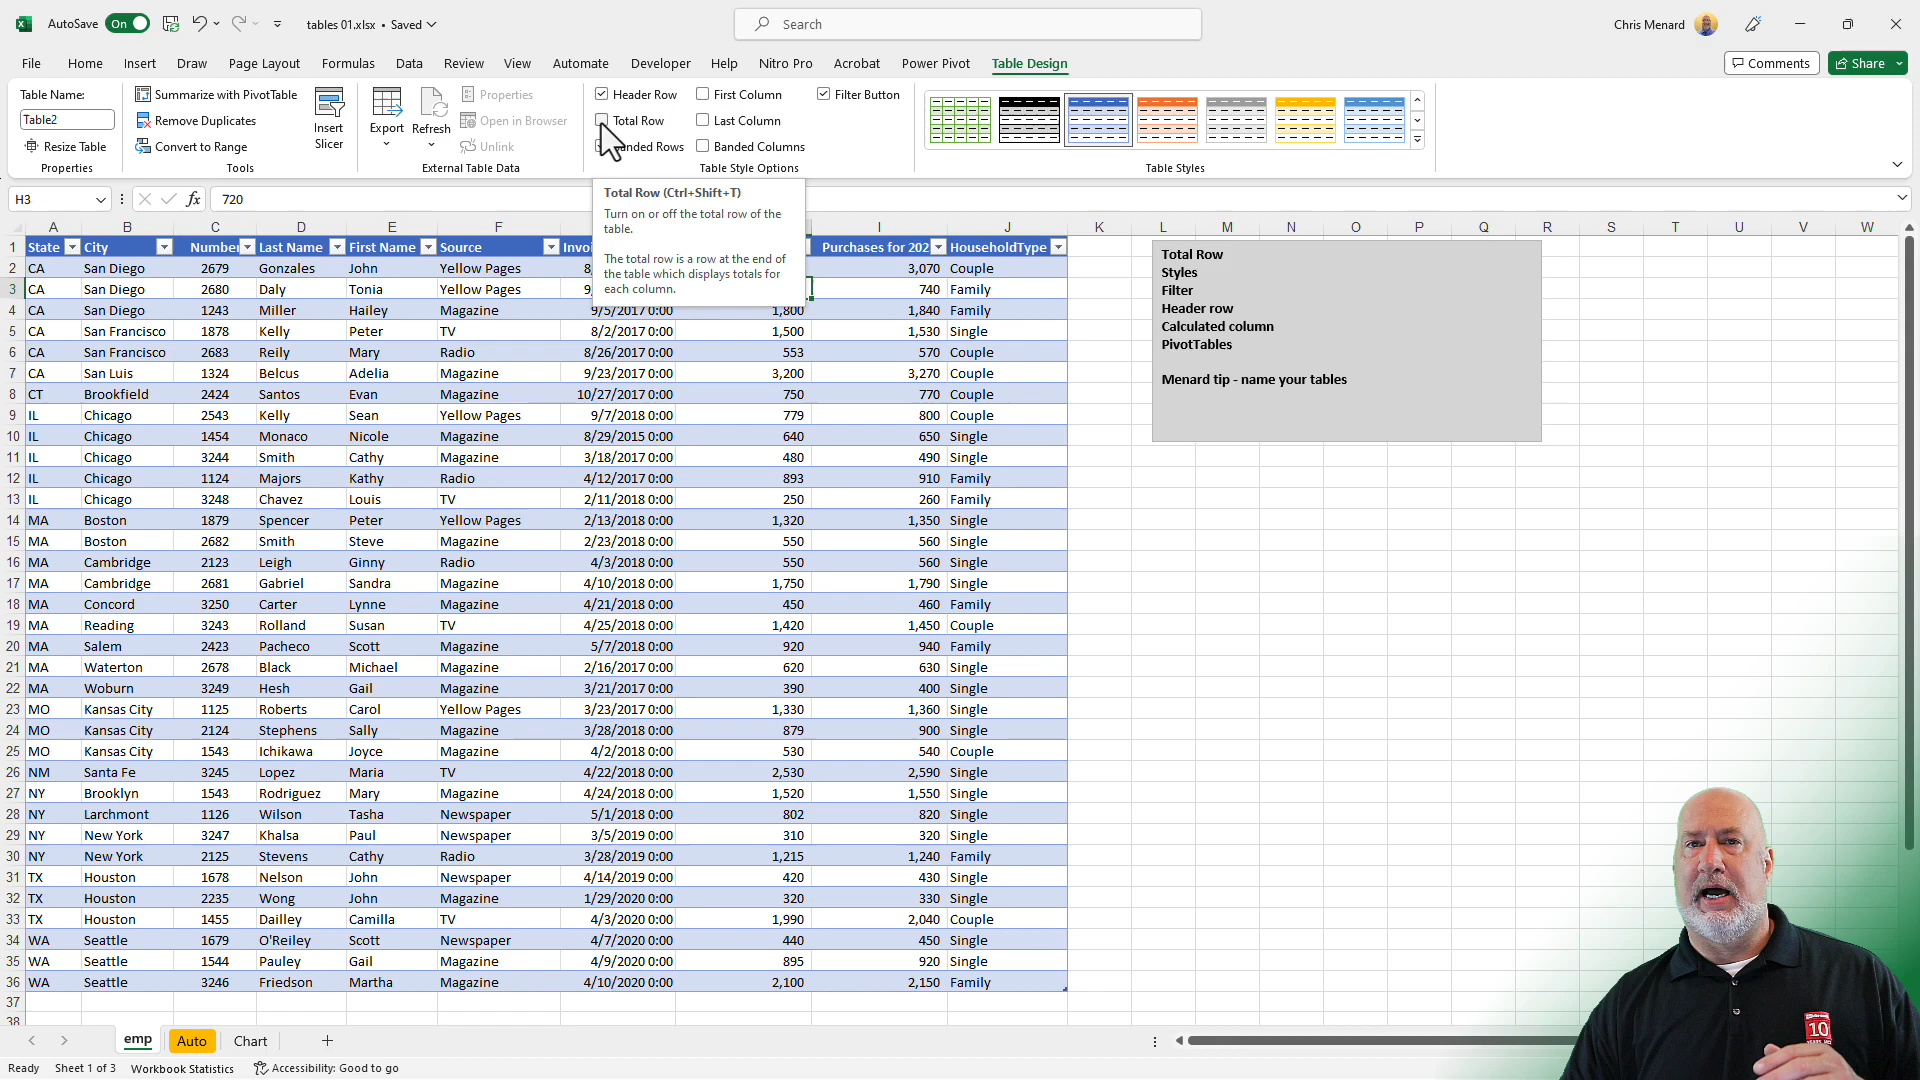 AutoSave On tables 01.xlsx • Saved Search Chris Menard
File Home Insert Draw Page Layout Formulas Data Review View Automate Developer Help Nitro Pro Acrobat Power Pivot Table Design Comments Share
Table Name:
Table2
Resize Table
Properties
Summarize with PivotTable
Remove Duplicates
Convert to Range
Tools
Insert Slicer
Export
Refresh
Properties
Open in Browser
Unlink
External Table Data
Header Row First Column Filter Button
Total Row Last Column
Banded Columns
Table Style Options
Table Styles
H3 fx 720
Total Row (Ctrl+Shift+T)
Turn on or off the total row of the
table.
The total row is a row at the end of
the table which displays totals for
each column.
A B C D E F I J K L M N O P Q R S T U V W
1 State City Number Last Name First Name Source Invoi Purchases for 202 HouseholdType
2 CA San Diego 2679 Gonzales John Yellow Pages 8/ 3,070 Couple
3 CA San Diego 2680 Daly Tonia Yellow Pages 9/ 740 Family
4 CA San Diego 1243 Miller Hailey Magazine 9/5/2017 0:00 1,800 1,840 Family
5 CA San Francisco 1878 Kelly Peter TV 8/2/2017 0:00 1,500 1,530 Single
6 CA San Francisco 2683 Reily Mary Radio 8/26/2017 0:00 553 570 Couple
7 CA San Luis 1324 Belcus Adelia Magazine 9/23/2017 0:00 3,200 3,270 Couple
8 CT Brookfield 2424 Santos Evan Magazine 10/27/2017 0:00 750 770 Couple
9 IL Chicago 2543 Kelly Sean Yellow Pages 9/7/2018 0:00 779 800 Couple
10 IL Chicago 1454 Monaco Nicole Magazine 8/29/2015 0:00 640 650 Single
11 IL Chicago 3244 Smith Cathy Magazine 3/18/2017 0:00 480 490 Single
12 IL Chicago 1124 Majors Kathy Radio 4/12/2017 0:00 893 910 Family
13 IL Chicago 3248 Chavez Louis TV 2/11/2018 0:00 250 260 Family
14 MA Boston 1879 Spencer Peter Yellow Pages 2/13/2018 0:00 1,320 1,350 Single
15 MA Boston 2682 Smith Steve Magazine 2/23/2018 0:00 550 560 Single
16 MA Cambridge 2123 Leigh Ginny Radio 4/3/2018 0:00 550 560 Single
17 MA Cambridge 2681 Gabriel Sandra Magazine 4/10/2018 0:00 1,750 1,790 Single
18 MA Concord 3250 Carter Lynne Magazine 4/21/2018 0:00 450 460 Family
19 MA Reading 3243 Rolland Susan TV 4/25/2018 0:00 1,420 1,450 Couple
20 MA Salem 2423 Pacheco Scott Magazine 5/7/2018 0:00 920 940 Family
21 MA Waterton 2678 Black Michael Magazine 2/16/2017 0:00 620 630 Single
22 MA Woburn 3249 Hesh Gail Magazine 3/21/2017 0:00 390 400 Single
23 MO Kansas City 1125 Roberts Carol Yellow Pages 3/23/2017 0:00 1,330 1,360 Single
24 MO Kansas City 2124 Stephens Sally Magazine 3/28/2018 0:00 879 900 Single
25 MO Kansas City 1543 Ichikawa Joyce Magazine 4/2/2018 0:00 530 540 Couple
26 NM Santa Fe 3245 Lopez Maria TV 4/22/2018 0:00 2,530 2,590 Single
27 NY Brooklyn 1543 Rodriguez Mary Magazine 4/24/2018 0:00 1,520 1,550 Single
28 NY Larchmont 1126 Wilson Tasha Newspaper 5/1/2018 0:00 802 820 Single
29 NY New York 3247 Khalsa Paul Newspaper 3/5/2019 0:00 310 320 Single
30 NY New York 2125 Stevens Cathy Radio 3/28/2019 0:00 1,215 1,240 Family
31 TX Houston 1678 Nelson John Newspaper 4/14/2019 0:00 420 430 Single
32 TX Houston 2235 Wong John Magazine 1/29/2020 0:00 320 330 Single
33 TX Houston 1455 Dailley Camilla TV 4/3/2020 0:00 1,990 2,040 Couple
34 WA Seattle 1679 O'Reiley Scott Newspaper 4/7/2020 0:00 440 450 Single
35 WA Seattle 1544 Pauley Gail Magazine 4/9/2020 0:00 895 920 Single
36 WA Seattle 3246 Friedson Martha Magazine 4/10/2020 0:00 2,100 2,150 Family
37
38
Total Row
Styles
Filter
Header row
Calculated column
PivotTables
Menard tip - name your tables
10
emp Auto Chart
Ready Sheet 1 of 3 Workbook Statistics Accessibility: Good to go